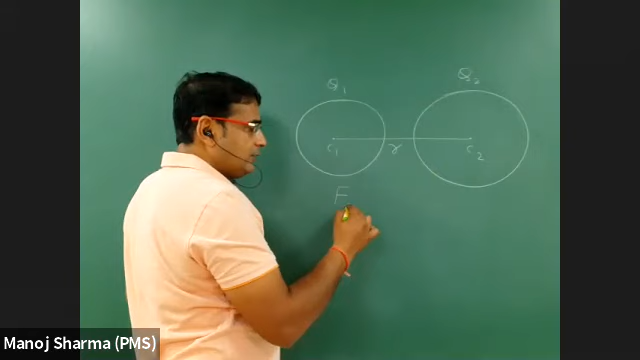 Q₁ Q₂
C₁ r C₂
F
Manoj Sharma (PMS)